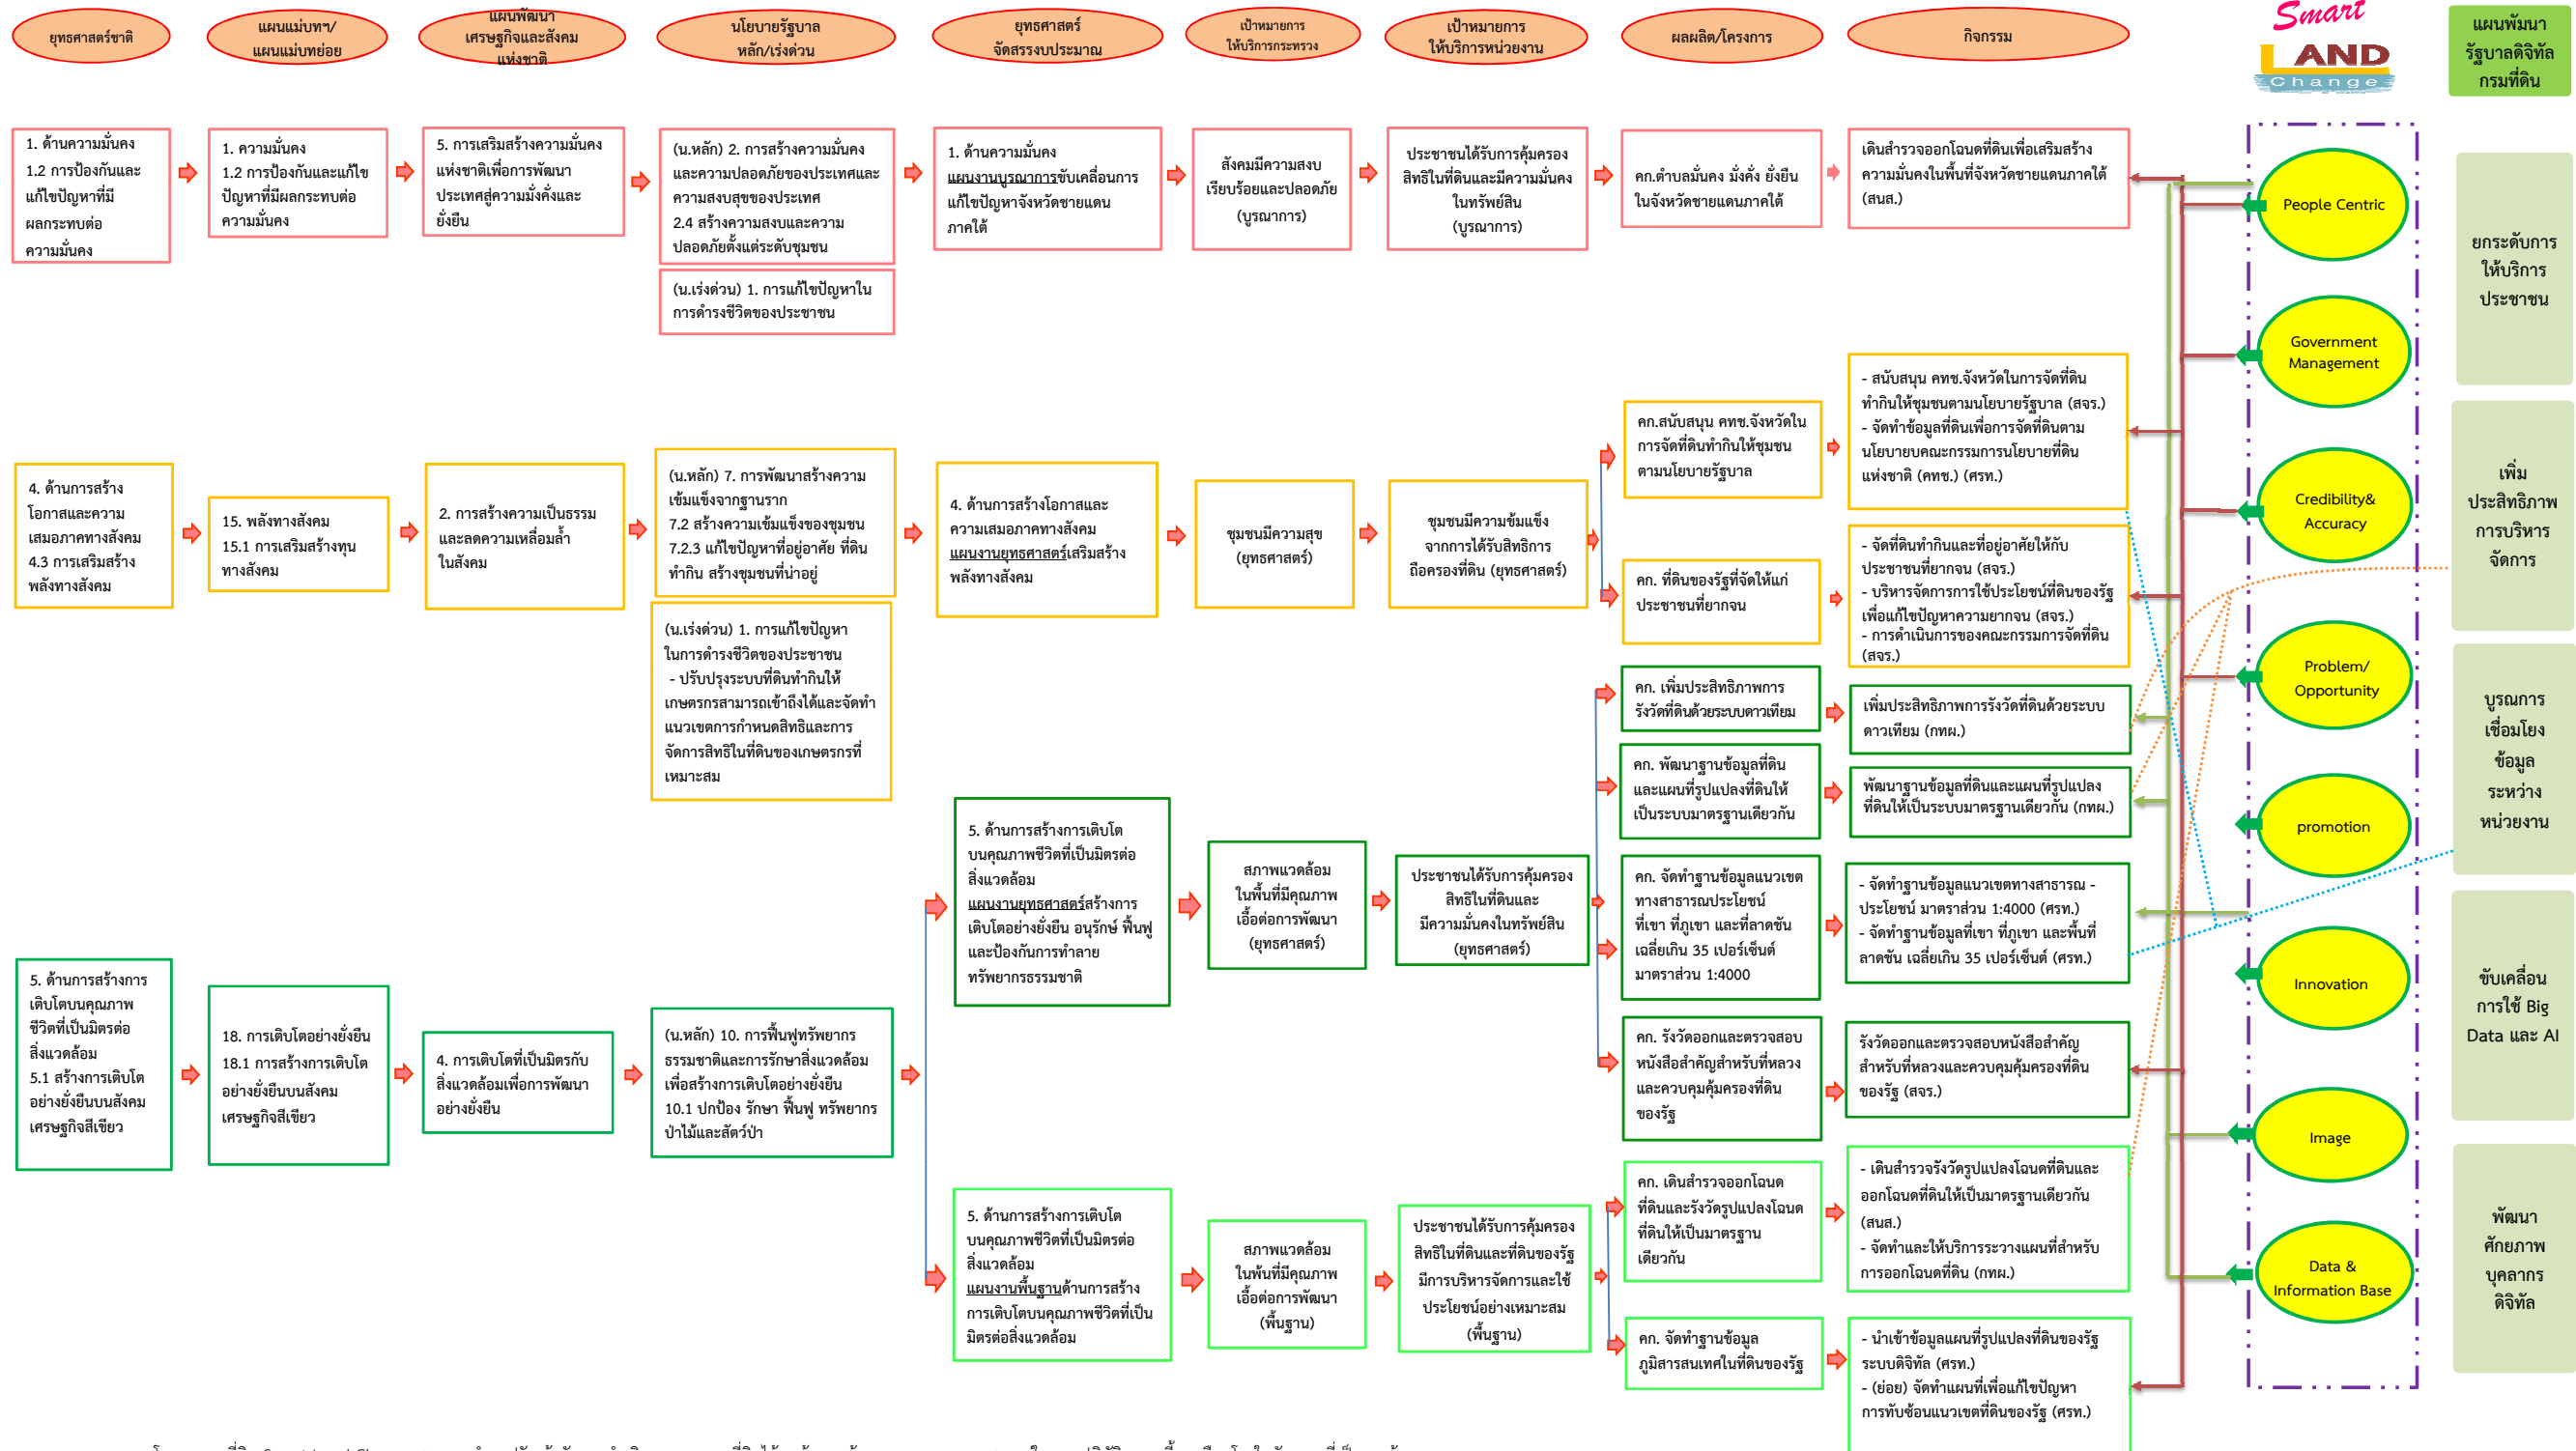 ยุทธศาสตร์ชาติ
แผนแม่บทฯ/
แผนแม่บทย่อย
แผนพัฒนา
เศรษฐกิจและสังคม
แห่งชาติ
นโยบายรัฐบาล
หลัก/เร่งด่วน
ยุทธศาสตร์
จัดสรรงบประมาณ
เป้าหมายการ
ให้บริการกระทรวง
เป้าหมายการ
ให้บริการหน่วยงาน
ผลผลิต/โครงการ
กิจกรรม
Smart
LAND
Change
แผนพัมนา
รัฐบาลดิจิทัล
กรมที่ดิน
1. ด้านความมั่นคง
1.2 การป้องกันและ
แก้ไขปัญหาที่มี
ผลกระทบต่อ
ความมั่นคง
1. ความมั่นคง
1.2 การป้องกันและแก้ไข
ปัญหาที่มีผลกระทบต่อ
ความมั่นคง
5. การเสริมสร้างความมั่นคง
แห่งชาติเพื่อการพัฒนา
ประเทศสู่ความมั่งคั่งและ
ยั่งยืน
(น.หลัก) 2. การสร้างความมั่นคง
และความปลอดภัยของประเทศและ
ความสงบสุขของประเทศ
2.4 สร้างความสงบและความ
ปลอดภัยตั้งแต่ระดับชุมชน
(น.เร่งด่วน) 1. การแก้ไขปัญหาใน
การดำรงชีวิตของประชาชน
1. ด้านความมั่นคง
แผนงานบูรณาการขับเคลื่อนการ
แก้ไขปัญหาจังหวัดชายแดน
ภาคใต้
สังคมมีความสงบ
เรียบร้อยและปลอดภัย
(บูรณาการ)
ประชาชนได้รับการคุ้มครอง
สิทธิในที่ดินและมีความมั่นคง
ในทรัพย์สิน
(บูรณาการ)
คก.ตำบลมั่นคง มั่งคั่ง ยั่งยืน
ในจังหวัดชายแดนภาคใต้
เดินสำรวจออกโฉนดที่ดินเพื่อเสริมสร้าง
ความมั่นคงในพื้นที่จังหวัดชายแดนภาคใต้
(สนส.)
4. ด้านการสร้าง
โอกาสและความ
เสมอภาคทางสังคม
4.3 การเสริมสร้าง
พลังทางสังคม
15. พลังทางสังคม
15.1 การเสริมสร้างทุน
ทางสังคม
2. การสร้างความเป็นธรรม
และลดความเหลื่อมล้ำ
ในสังคม
(น.หลัก) 7. การพัฒนาสร้างความ
เข้มแข็งจากฐานราก
7.2 สร้างความเข้มแข็งของชุมชน
7.2.3 แก้ไขปัญหาที่อยู่อาศัย ที่ดิน
ทำกิน สร้างชุมชนที่น่าอยู่
(น.เร่งด่วน) 1. การแก้ไขปัญหา
ในการดำรงชีวิตของประชาชน
- ปรับปรุงระบบที่ดินทำกินให้
เกษตรกรสามารถเข้าถึงได้และจัดทำ
แนวเขตการกำหนดสิทธิและการ
จัดการสิทธิในที่ดินของเกษตรกรที่
เหมาะสม
4. ด้านการสร้างโอกาสและ
ความเสมอภาคทางสังคม
แผนงานยุทธศาสตร์เสริมสร้าง
พลังทางสังคม
ชุมชนมีความสุข
(ยุทธศาสตร์)
ชุมชนมีความข้มแข็ง
จากการได้รับสิทธิการ
ถือครองที่ดิน (ยุทธศาสตร์)
คก.สนับสนุน คทช.จังหวัดใน
การจัดที่ดินทำกินให้ชุมชน
ตามนโยบายรัฐบาล
- สนับสนุน คทช.จังหวัดในการจัดที่ดิน
ทำกินให้ชุมชนตามนโยบายรัฐบาล (สจร.)
- จัดทำข้อมูลที่ดินเพื่อการจัดที่ดินตาม
นโยบายบคณะกรรมการนโยบายที่ดิน
แห่งชาติ (คทช.) (ศรท.)
คก. ที่ดินของรัฐที่จัดให้แก่
ประชาชนที่ยากจน
- จัดที่ดินทำกินและที่อยู่อาศัยให้กับ
ประชาชนที่ยากจน (สจร.)
- บริหารจัดการการใช้ประโยชน์ที่ดินของรัฐ
เพื่อแก้ไขปัญหาความยากจน (สจร.)
- การดำเนินการของคณะกรรมการจัดที่ดิน
(สจร.)
5. ด้านการสร้างการ
เติบโตบนคุณภาพ
ชีวิตที่เป็นมิตรต่อ
สิ่งแวดล้อม
5.1 สร้างการเติบโต
อย่างยั่งยืนบนสังคม
เศรษฐกิจสีเขียว
18. การเติบโตอย่างยั่งยืน
18.1 การสร้างการเติบโต
อย่างยั่งยืนบนสังคม
เศรษฐกิจสีเขียว
4. การเติบโตที่เป็นมิตรกับ
สิ่งแวดล้อมเพื่อการพัฒนา
อย่างยั่งยืน
(น.หลัก) 10. การฟื้นฟูทรัพยากร
ธรรมชาติและการรักษาสิ่งแวดล้อม
เพื่อสร้างการเติบโตอย่างยั่งยืน
10.1 ปกป้อง รักษา ฟื้นฟู ทรัพยากร
ป่าไม้และสัตว์ป่า
5. ด้านการสร้างการเติบโต
บนคุณภาพชีวิตที่เป็นมิตรต่อ
สิ่งแวดล้อม
แผนงานยุทธศาสตร์สร้างการ
เติบโตอย่างยั่งยืน อนุรักษ์ ฟื้นฟู
และป้องกันการทำลาย
ทรัพยากรธรรมชาติ
สภาพแวดล้อม
ในพื้นที่มีคุณภาพ
เอื้อต่อการพัฒนา
(ยุทธศาสตร์)
ประชาชนได้รับการคุ้มครอง
สิทธิในที่ดินและ
มีความมั่นคงในทรัพย์สิน
(ยุทธศาสตร์)
คก. เพิ่มประสิทธิภาพการ
รังวัดที่ดินด้วยระบบดาวเทียม
เพิ่มประสิทธิภาพการรังวัดที่ดินด้วยระบบ
ดาวเทียม (กทผ.)
คก. พัฒนาฐานข้อมูลที่ดิน
และแผนที่รูปแปลงที่ดินให้
เป็นระบบมาตรฐานเดียวกัน
พัฒนาฐานข้อมูลที่ดินและแผนที่รูปแปลง
ที่ดินให้เป็นระบบมาตรฐานเดียวกัน (กทผ.)
คก. จัดทำฐานข้อมูลแนวเขต
ทางสาธารณประโยชน์
ที่เขา ที่ภูเขา และที่ลาดชัน
เฉลี่ยเกิน 35 เปอร์เซ็นต์
มาตราส่วน 1:4000
- จัดทำฐานข้อมูลแนวเขตทางสาธารณ -
ประโยชน์ มาตราส่วน 1:4000 (ศรท.)
- จัดทำฐานข้อมูลที่เขา ที่ภูเขา และพื้นที่
ลาดชัน เฉลี่ยเกิน 35 เปอร์เซ็นต์ (ศรท.)
คก. รังวัดออกและตรวจสอบ
หนังสือสำคัญสำหรับที่หลวง
และควบคุมคุ้มครองที่ดิน
ของรัฐ
รังวัดออกและตรวจสอบหนังสือสำคัญ
สำหรับที่หลวงและควบคุมคุ้มครองที่ดิน
ของรัฐ (สจร.)
5. ด้านการสร้างการเติบโต
บนคุณภาพชีวิตที่เป็นมิตรต่อ
สิ่งแวดล้อม
แผนงานพื้นฐานด้านการสร้าง
การเติบโตบนคุณภาพชีวิตที่เป็น
มิตรต่อสิ่งแวดล้อม
สภาพแวดล้อม
ในพ้นที่มีคุณภาพ
เอื้อต่อการพัฒนา
(พื้นฐาน)
ประชาชนได้รับการคุ้มครอง
สิทธิในที่ดินและที่ดินของรัฐ
มีการบริหารจัดการและใช้
ประโยชน์อย่างเหมาะสม
(พื้นฐาน)
คก. เดินสำรวจออกโฉนด
ที่ดินและรังวัดรูปแปลงโฉนด
ที่ดินให้เป็นมาตรฐาน
เดียวกัน
- เดินสำรวจรังวัดรูปแปลงโฉนดที่ดินและ
ออกโฉนดที่ดินให้เป็นมาตรฐานเดียวกัน
(สนส.)
- จัดทำและให้บริการระวางแผนที่สำหรับ
การออกโฉนดที่ดิน (กทผ.)
คก. จัดทำฐานข้อมูล
ภูมิสารสนเทศในที่ดินของรัฐ
- นำเข้าข้อมูลแผนที่รูปแปลงที่ดินของรัฐ
ระบบดิจิทัล (ศรท.)
- (ย่อย) จัดทำแผนที่เพื่อแก้ไขปัญหา
การทับซ้อนแนวเขตที่ดินของรัฐ (ศรท.)
People Centric
Government
Management
Credibility&
Accuracy
Problem/
Opportunity
promotion
Innovation
Image
Data &
Information Base
ยกระดับการ
ให้บริการ
ประชาชน
เพิ่ม
ประสิทธิภาพ
การบริหาร
จัดการ
บูรณการ
เชื่อมโยง
ข้อมูล
ระหว่าง
หน่วยงาน
ขับเคลื่อน
การใช้ Big
Data และ AI
พัฒนา
ศักยภาพ
บุคลากร
ดิจิทัล